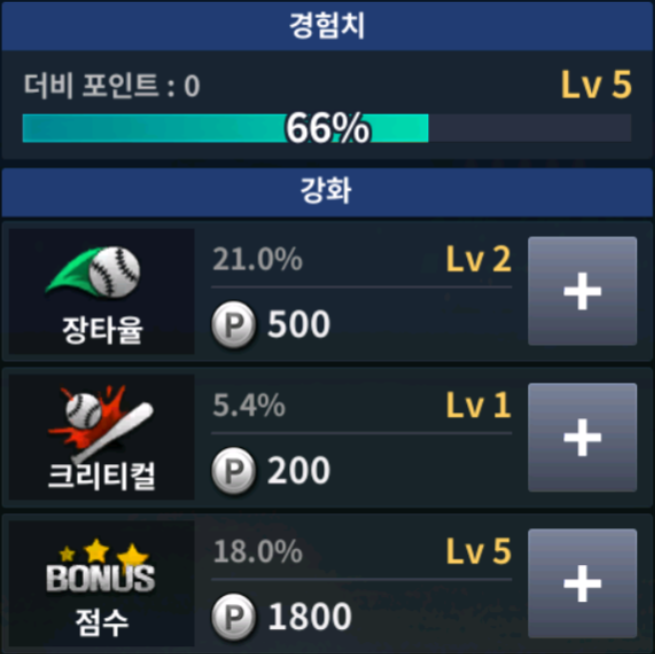 경험치
더비 포인트 : 0 Lv 5
66%
강화
21.0% Lv 2
장타율 P 500 +
5.4% Lv 1
크리티컬 P 200 +
18.0% Lv 5
BONUS
점수 P 1800 +